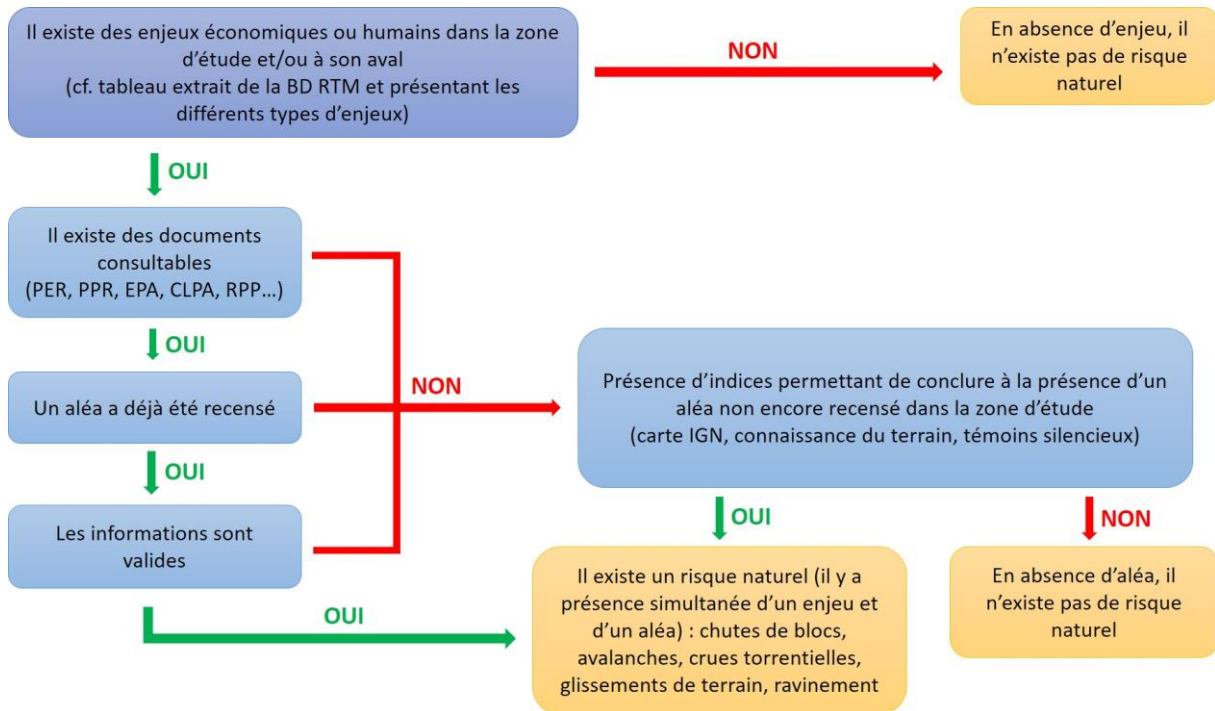 Il existe des enjeux économiques ou humains dans la zone
d'étude et/ou à son aval
(cf. tableau extrait de la BD RTM et présentant les
différents types d'enjeux)
NON
En absence d'enjeu, il
n'existe pas de risque
naturel
OUI
Il existe des documents
consultables
(PER, PPR, EPA, CLPA, RPP...)
OUI
Un aléa a déjà été recensé
NON
Présence d'indices permettant de conclure à la présence d'un
aléa non encore recensé dans la zone d'étude
(carte IGN, connaissance du terrain, témoins silencieux)
OUI
Les informations sont
valides
OUI
NON
OUI
Il existe un risque naturel (il y a
présence simultanée d'un enjeu et
d'un aléa) : chutes de blocs,
avalanches, crues torrentielles,
glissements de terrain, ravinement
En absence d'aléa, il
n'existe pas de risque
naturel